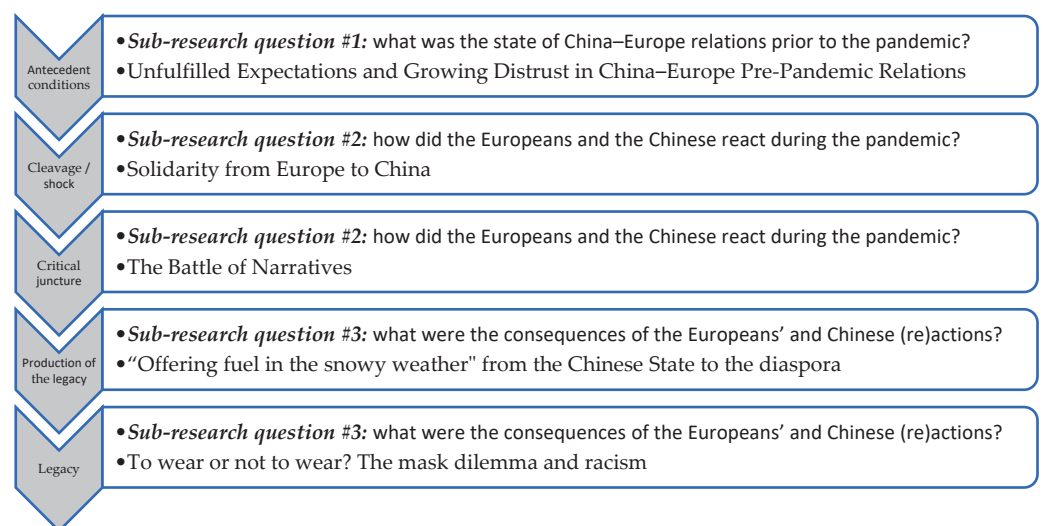 Antecedent
conditions
•Sub-research question #1: what was the state of China–Europe relations prior to the pandemic?
•Unfulfilled Expectations and Growing Distrust in China–Europe Pre-Pandemic Relations
Cleavage /
shock
•Sub-research question #2: how did the Europeans and the Chinese react during the pandemic?
•Solidarity from Europe to China
Critical
juncture
•Sub-research question #2: how did the Europeans and the Chinese react during the pandemic?
•The Battle of Narratives
Production of
the legacy
•Sub-research question #3: what were the consequences of the Europeans’ and Chinese (re)actions?
•“Offering fuel in the snowy weather" from the Chinese State to the diaspora
Legacy
•Sub-research question #3: what were the consequences of the Europeans’ and Chinese (re)actions?
•To wear or not to wear? The mask dilemma and racism